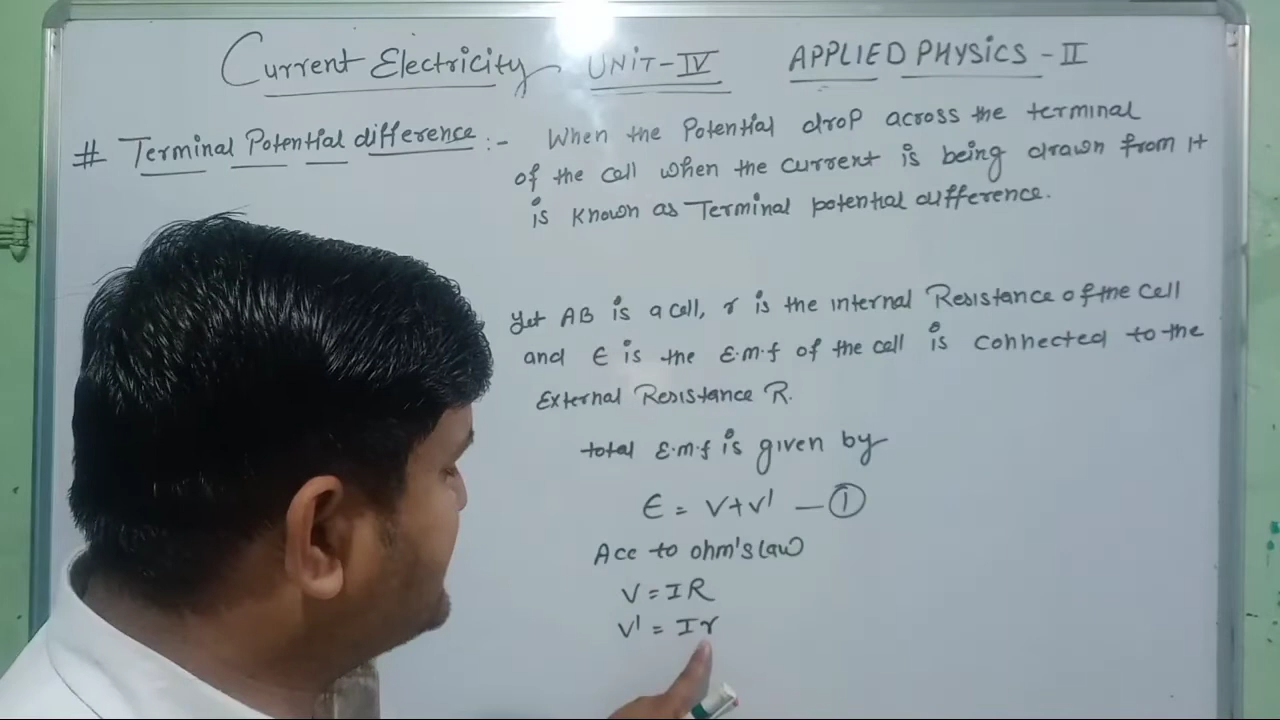 Current Electricity UNIT-IV APPLIED PHYSICS-II
# Terminal Potential difference :- When the Potential drop across the terminal
of the cell when the current is being drawn from it
is known as Terminal potential difference.
Let AB is a cell, r is the internal Resistance of the cell
and ε is the E.m.f of the cell is connected to the
External Resistance R.
total E.m.f is given by
ε = V+V' — ①
Acc to ohm's law
V = IR
V' = Ir